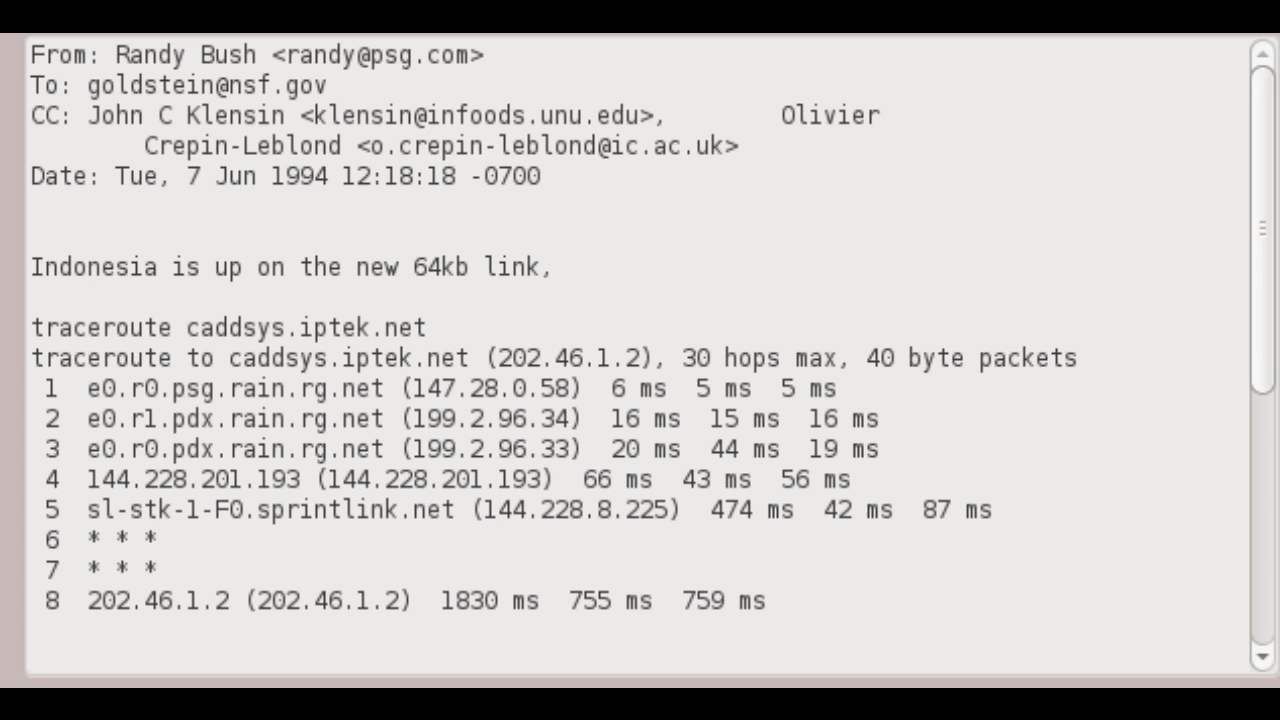 From: Randy Bush <randy@psg.com>
To: goldstein@nsf.gov
CC: John C Klensin <klensin@infoods.unu.edu>,        Olivier
        Crepin-Leblond <o.crepin-leblond@ic.ac.uk>
Date: Tue, 7 Jun 1994 12:18:18 -0700
Indonesia is up on the new 64kb link,
traceroute caddsys.iptek.net
traceroute to caddsys.iptek.net (202.46.1.2), 30 hops max, 40 byte packets
 1  e0.r0.psg.rain.rg.net (147.28.0.58)  6 ms  5 ms  5 ms
 2  e0.r1.pdx.rain.rg.net (199.2.96.34)  16 ms  15 ms  16 ms
 3  e0.r0.pdx.rain.rg.net (199.2.96.33)  20 ms  44 ms  19 ms
 4  144.228.201.193 (144.228.201.193)  66 ms  43 ms  56 ms
 5  sl-stk-1-F0.sprintlink.net (144.228.8.225)  474 ms  42 ms  87 ms
 6  * * *
 7  * * *
 8  202.46.1.2 (202.46.1.2)  1830 ms  755 ms  759 ms